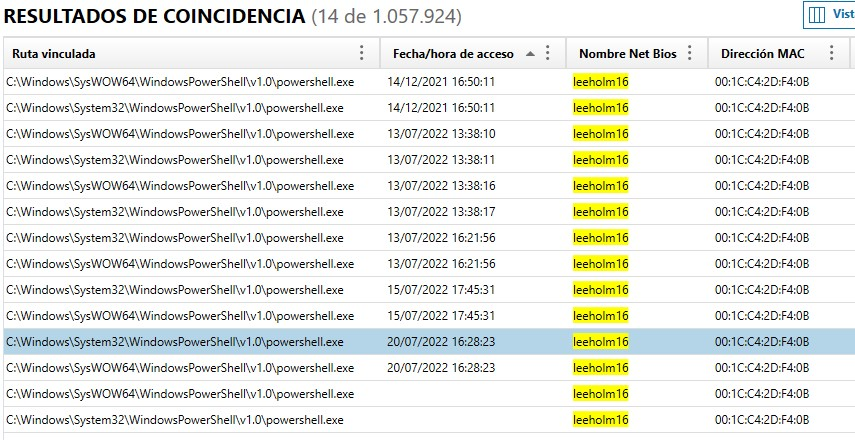 RESULTADOS DE COINCIDENCIA (14 de 1.057.924)
Vist
Ruta vinculada Fecha/hora de acceso Nombre Net Bios Dirección MAC
C:\Windows\SysWOW64\WindowsPowerShell\v1.0\powershell.exe 14/12/2021 16:50:11 leeholm16 00:1C:C4:2D:F4:0B
C:\Windows\System32\WindowsPowerShell\v1.0\powershell.exe 14/12/2021 16:50:11 leeholm16 00:1C:C4:2D:F4:0B
C:\Windows\SysWOW64\WindowsPowerShell\v1.0\powershell.exe 13/07/2022 13:38:10 leeholm16 00:1C:C4:2D:F4:0B
C:\Windows\System32\WindowsPowerShell\v1.0\powershell.exe 13/07/2022 13:38:11 leeholm16 00:1C:C4:2D:F4:0B
C:\Windows\SysWOW64\WindowsPowerShell\v1.0\powershell.exe 13/07/2022 13:38:16 leeholm16 00:1C:C4:2D:F4:0B
C:\Windows\System32\WindowsPowerShell\v1.0\powershell.exe 13/07/2022 13:38:17 leeholm16 00:1C:C4:2D:F4:0B
C:\Windows\System32\WindowsPowerShell\v1.0\powershell.exe 13/07/2022 16:21:56 leeholm16 00:1C:C4:2D:F4:0B
C:\Windows\SysWOW64\WindowsPowerShell\v1.0\powershell.exe 13/07/2022 16:21:56 leeholm16 00:1C:C4:2D:F4:0B
C:\Windows\System32\WindowsPowerShell\v1.0\powershell.exe 15/07/2022 17:45:31 leeholm16 00:1C:C4:2D:F4:0B
C:\Windows\SysWOW64\WindowsPowerShell\v1.0\powershell.exe 15/07/2022 17:45:31 leeholm16 00:1C:C4:2D:F4:0B
C:\Windows\System32\WindowsPowerShell\v1.0\powershell.exe 20/07/2022 16:28:23 leeholm16 00:1C:C4:2D:F4:0B
C:\Windows\SysWOW64\WindowsPowerShell\v1.0\powershell.exe 20/07/2022 16:28:23 leeholm16 00:1C:C4:2D:F4:0B
C:\Windows\SysWOW64\WindowsPowerShell\v1.0\powershell.exe leeholm16 00:1C:C4:2D:F4:0B
C:\Windows\System32\WindowsPowerShell\v1.0\powershell.exe leeholm16 00:1C:C4:2D:F4:0B